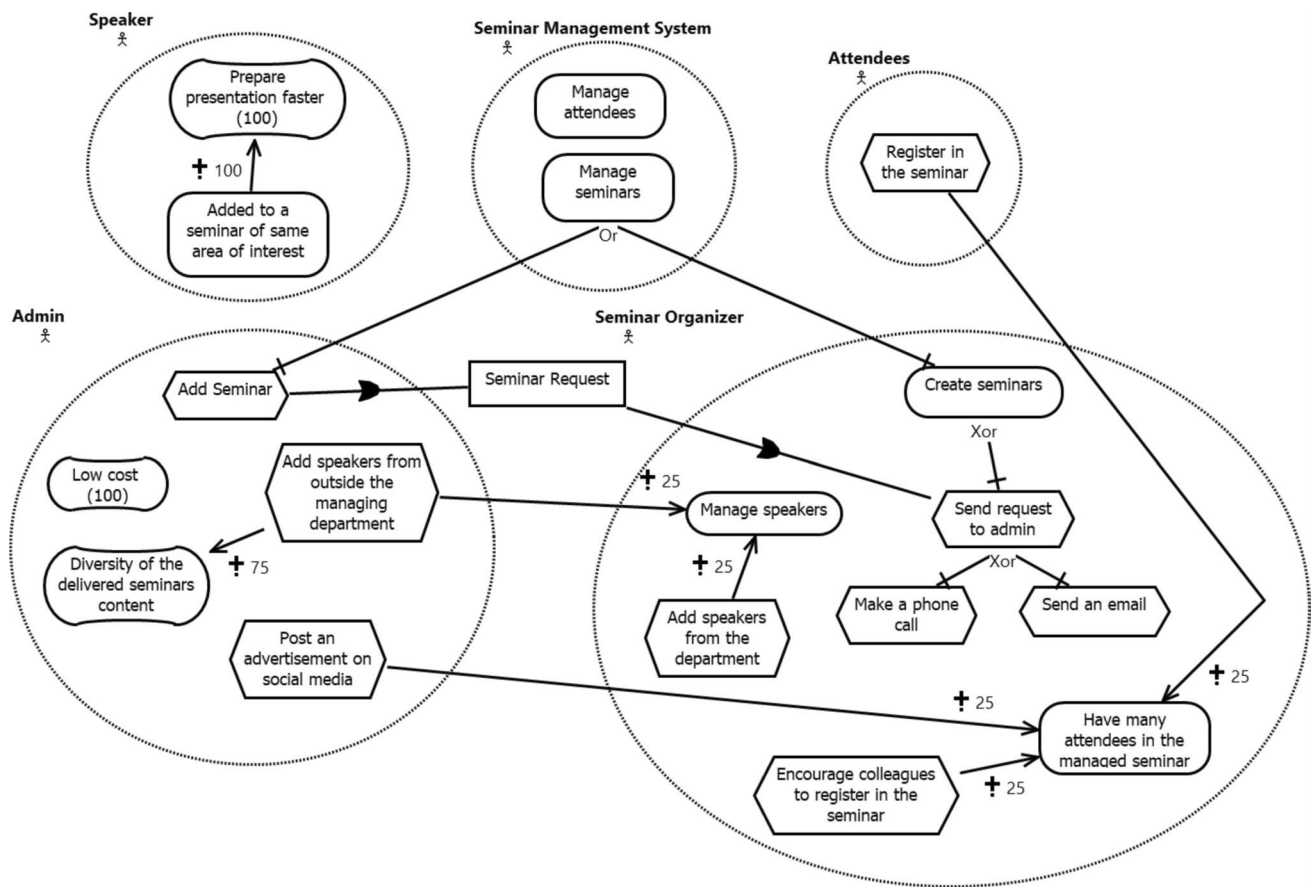 Speaker
Prepare
presentation faster
(100)
100
Added to a
seminar of same
area of interest
Seminar Management System
Manage
attendees
Manage
seminars
Or
Attendees
Register in
the seminar
Admin
Add Seminar
Seminar Request
Low cost
(100)
Add speakers from
outside the
managing
department
75
Diversity of the
delivered seminars
content
Post an
advertisement on
social media
Seminar Organizer
Create seminars
Xor
25
Manage speakers
Send request
to admin
Xor
25
Add speakers
from the
department
Make a phone
call
Send an email
25
25
Have many
attendees in the
managed seminar
Encourage colleagues
to register in the
seminar
25